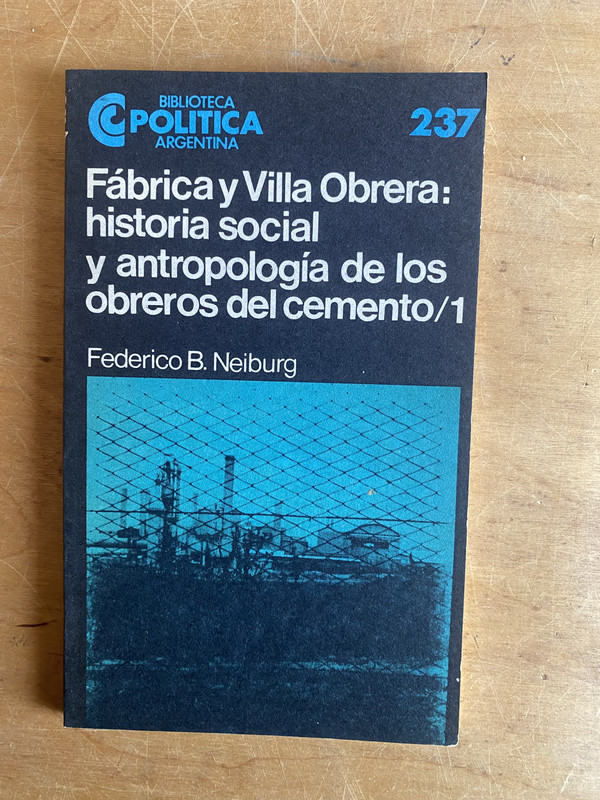 BIBLIOTECA
POLITICA
ARGENTINA
237
Fábrica y Villa Obrera:
historia social
y antropología de los
obreros del cemento/1
Federico B. Neiburg